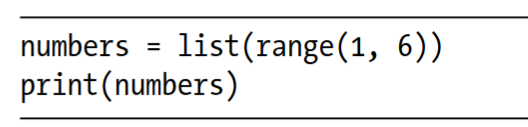 numbers = list(range(1, 6))
print(numbers)